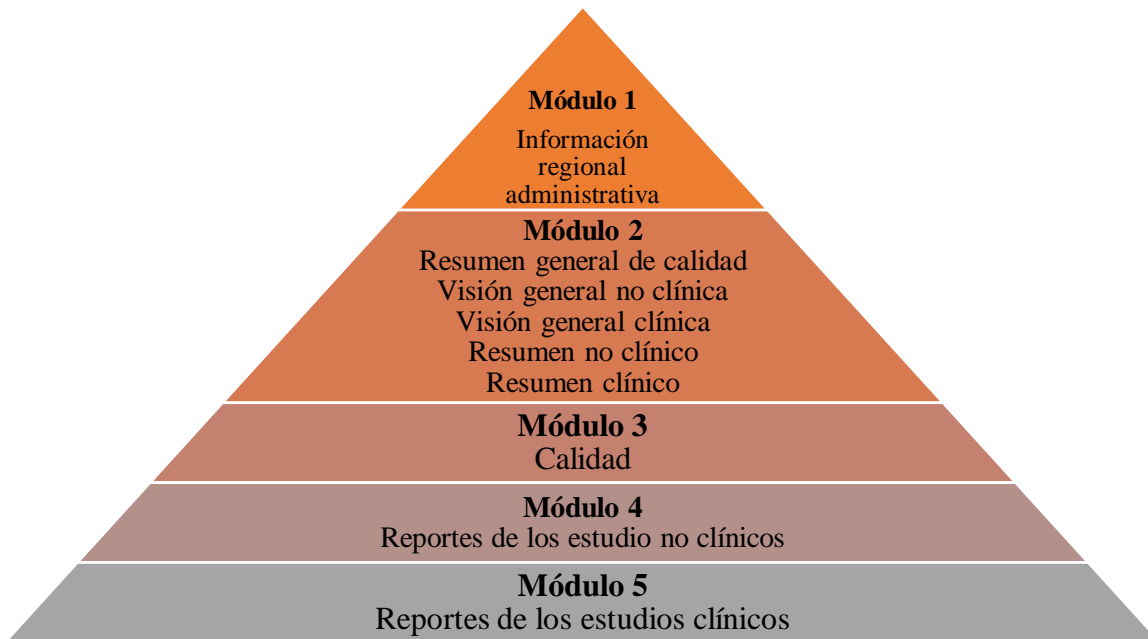 Módulo 1
Información
regional
administrativa
Módulo 2
Resumen general de calidad
Visión general no clínica
Visión general clínica
Resumen no clínico
Resumen clínico
Módulo 3
Calidad
Módulo 4
Reportes de los estudio no clínicos
Módulo 5
Reportes de los estudios clínicos